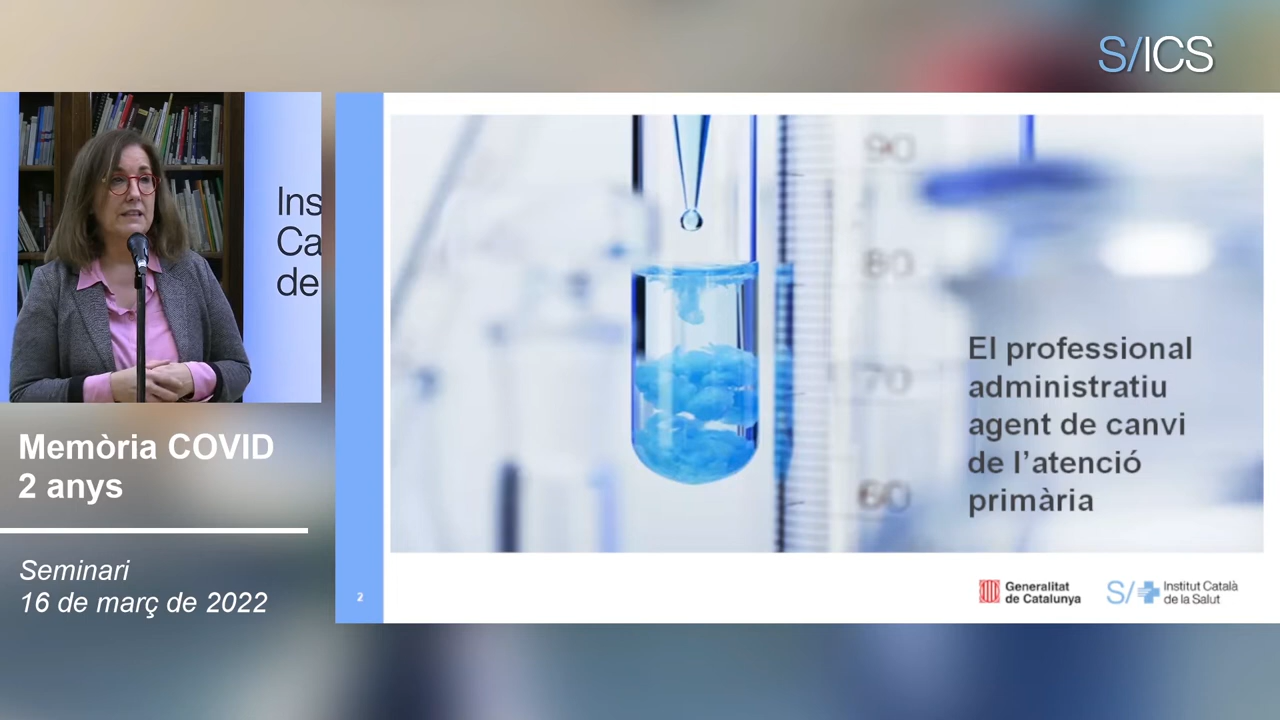 S/ICS
Ins
Ca
de
Memòria COVID
2 anys
Seminari
16 de març de 2022
90
80
70
60
El professional
administratiu
agent de canvi
de l’atenció
primària
2
Generalitat
de Catalunya
S/
Institut Català
de la Salut